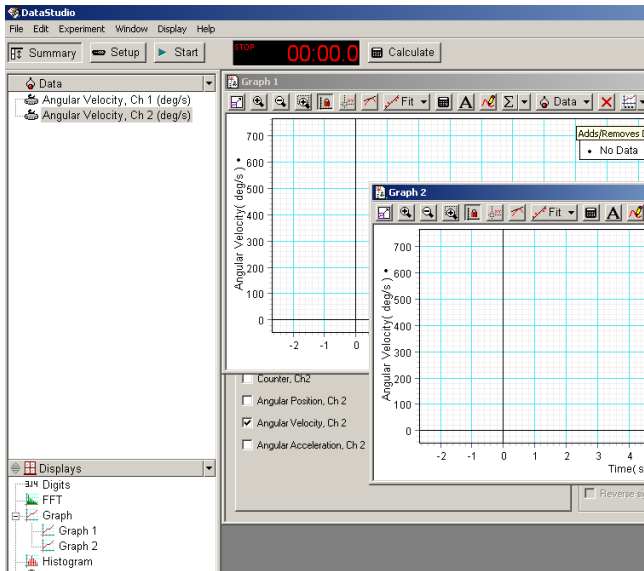 DataStudio
File Edit Experiment Window Display Help
Summary Setup Start STOP 00:00.0 Calculate
Data
Angular Velocity, Ch 1 (deg/s)
Angular Velocity, Ch 2 (deg/s)
Graph 1
Fit A Σ Data
Adds/Removes
No Data
Angular Velocity( deg/s )
700
600
500
400
300
200
100
0
-2 -1 0
Graph 2
Fit A
Angular Velocity( deg/s )
700
600
500
400
300
200
100
0
-2 -1 0 1 2 3 4
Time( s
Counter, Ch2
Angular Position, Ch 2
Angular Velocity, Ch 2
Angular Acceleration, Ch 2
Reverse si
Displays
3.14 Digits
FFT
Graph
Graph 1
Graph 2
Histogram